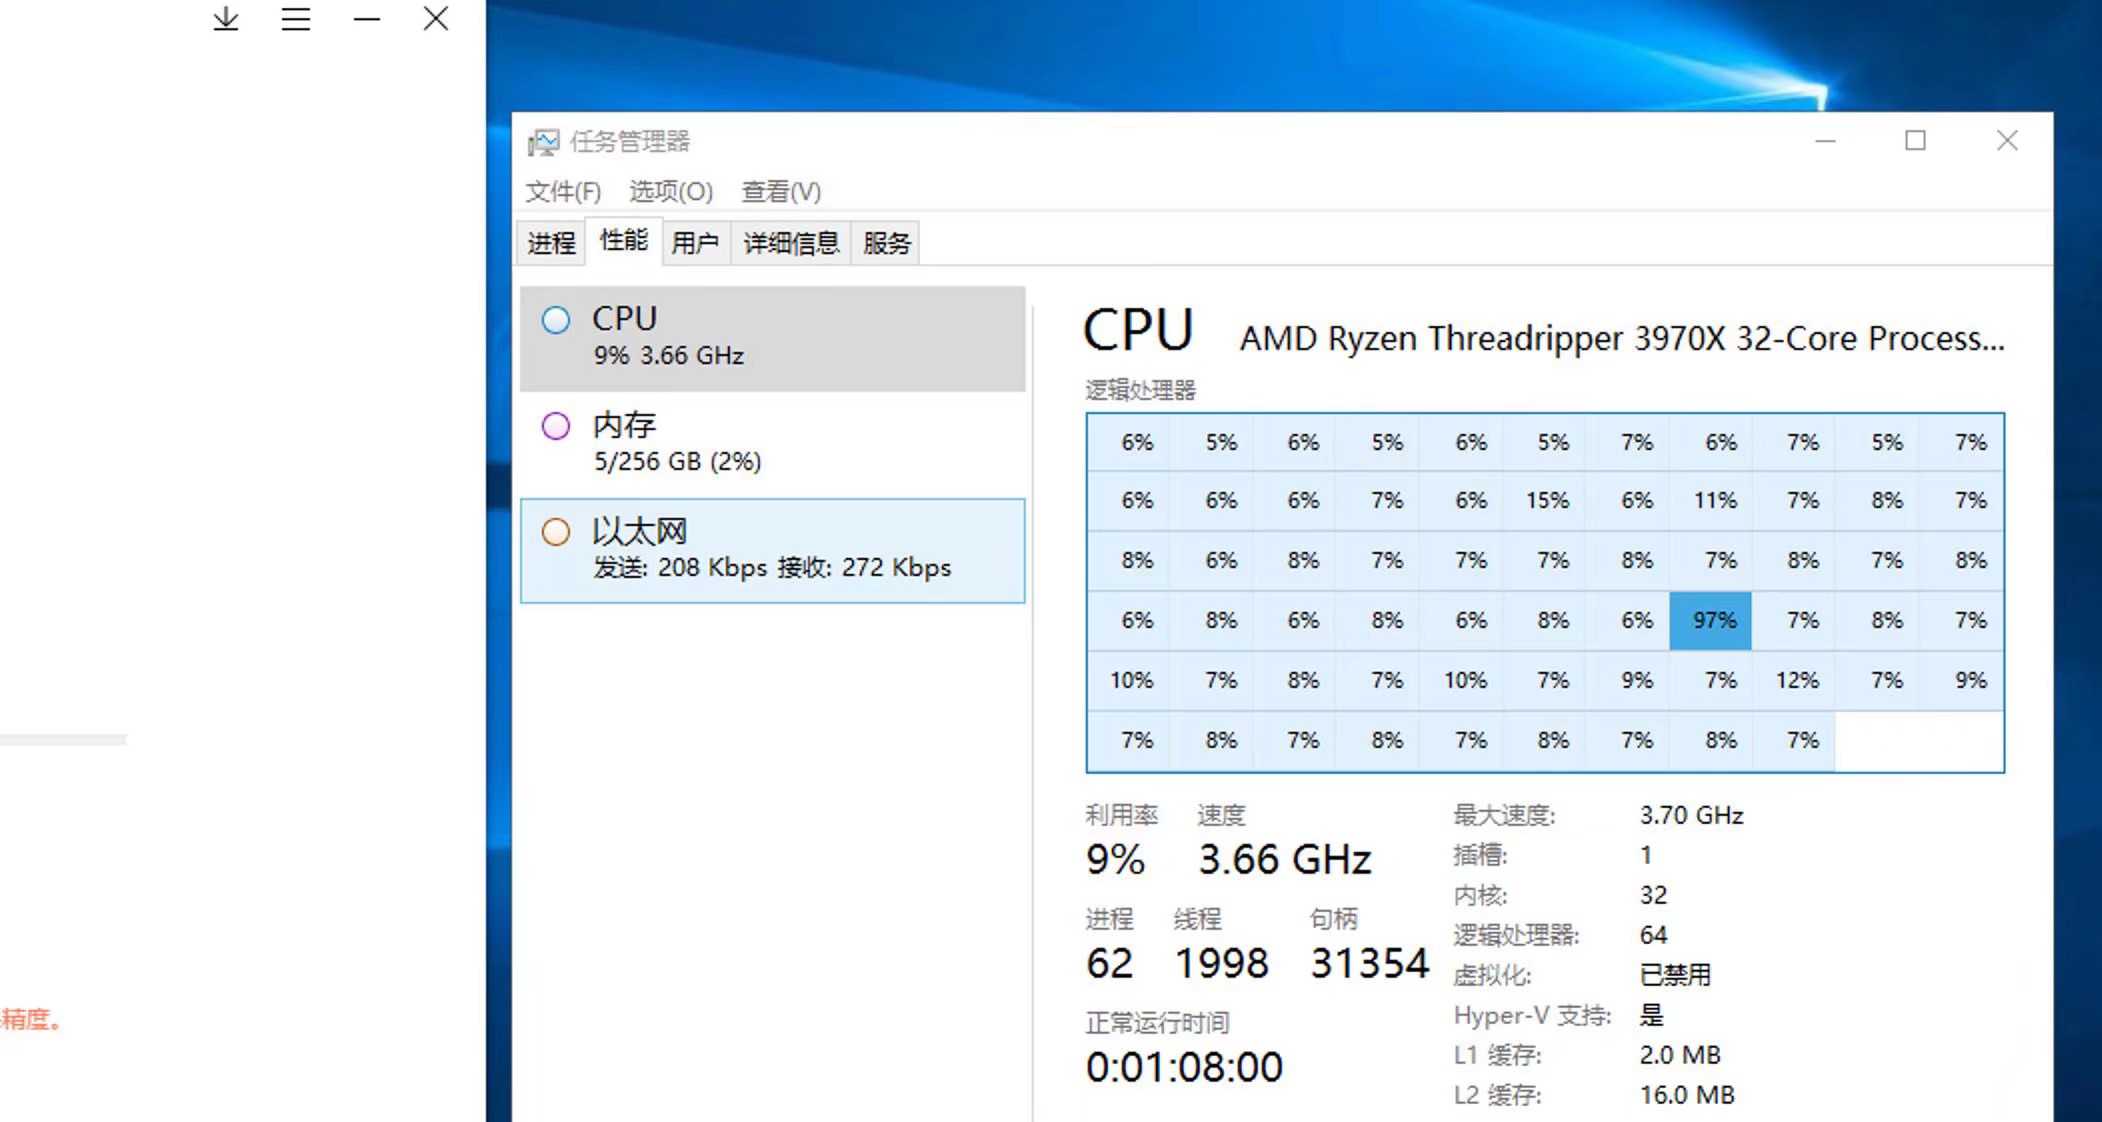 任务管理器
文件(F) 选项(O) 查看(V)
进程 性能 用户 详细信息 服务
CPU
9% 3.66 GHz
内存
5/256 GB (2%)
以太网
发送: 208 Kbps 接收: 272 Kbps
CPU AMD Ryzen Threadripper 3970X 32-Core Process...
逻辑处理器
6% 5% 6% 5% 6% 5% 7% 6% 7% 5% 7%
6% 6% 6% 7% 6% 15% 6% 11% 7% 8% 7%
8% 6% 8% 7% 7% 7% 8% 7% 8% 7% 8%
6% 8% 6% 8% 6% 8% 6% 97% 7% 8% 7%
10% 7% 8% 7% 10% 7% 9% 7% 12% 7% 9%
7% 8% 7% 8% 7% 8% 7% 8% 7%
利用率 速度
9% 3.66 GHz
进程 线程 句柄
62 1998 31354
正常运行时间
0:01:08:00
最大速度: 3.70 GHz
插槽: 1
内核: 32
逻辑处理器: 64
虚拟化: 已禁用
Hyper-V 支持: 是
L1 缓存: 2.0 MB
L2 缓存: 16.0 MB
精度。